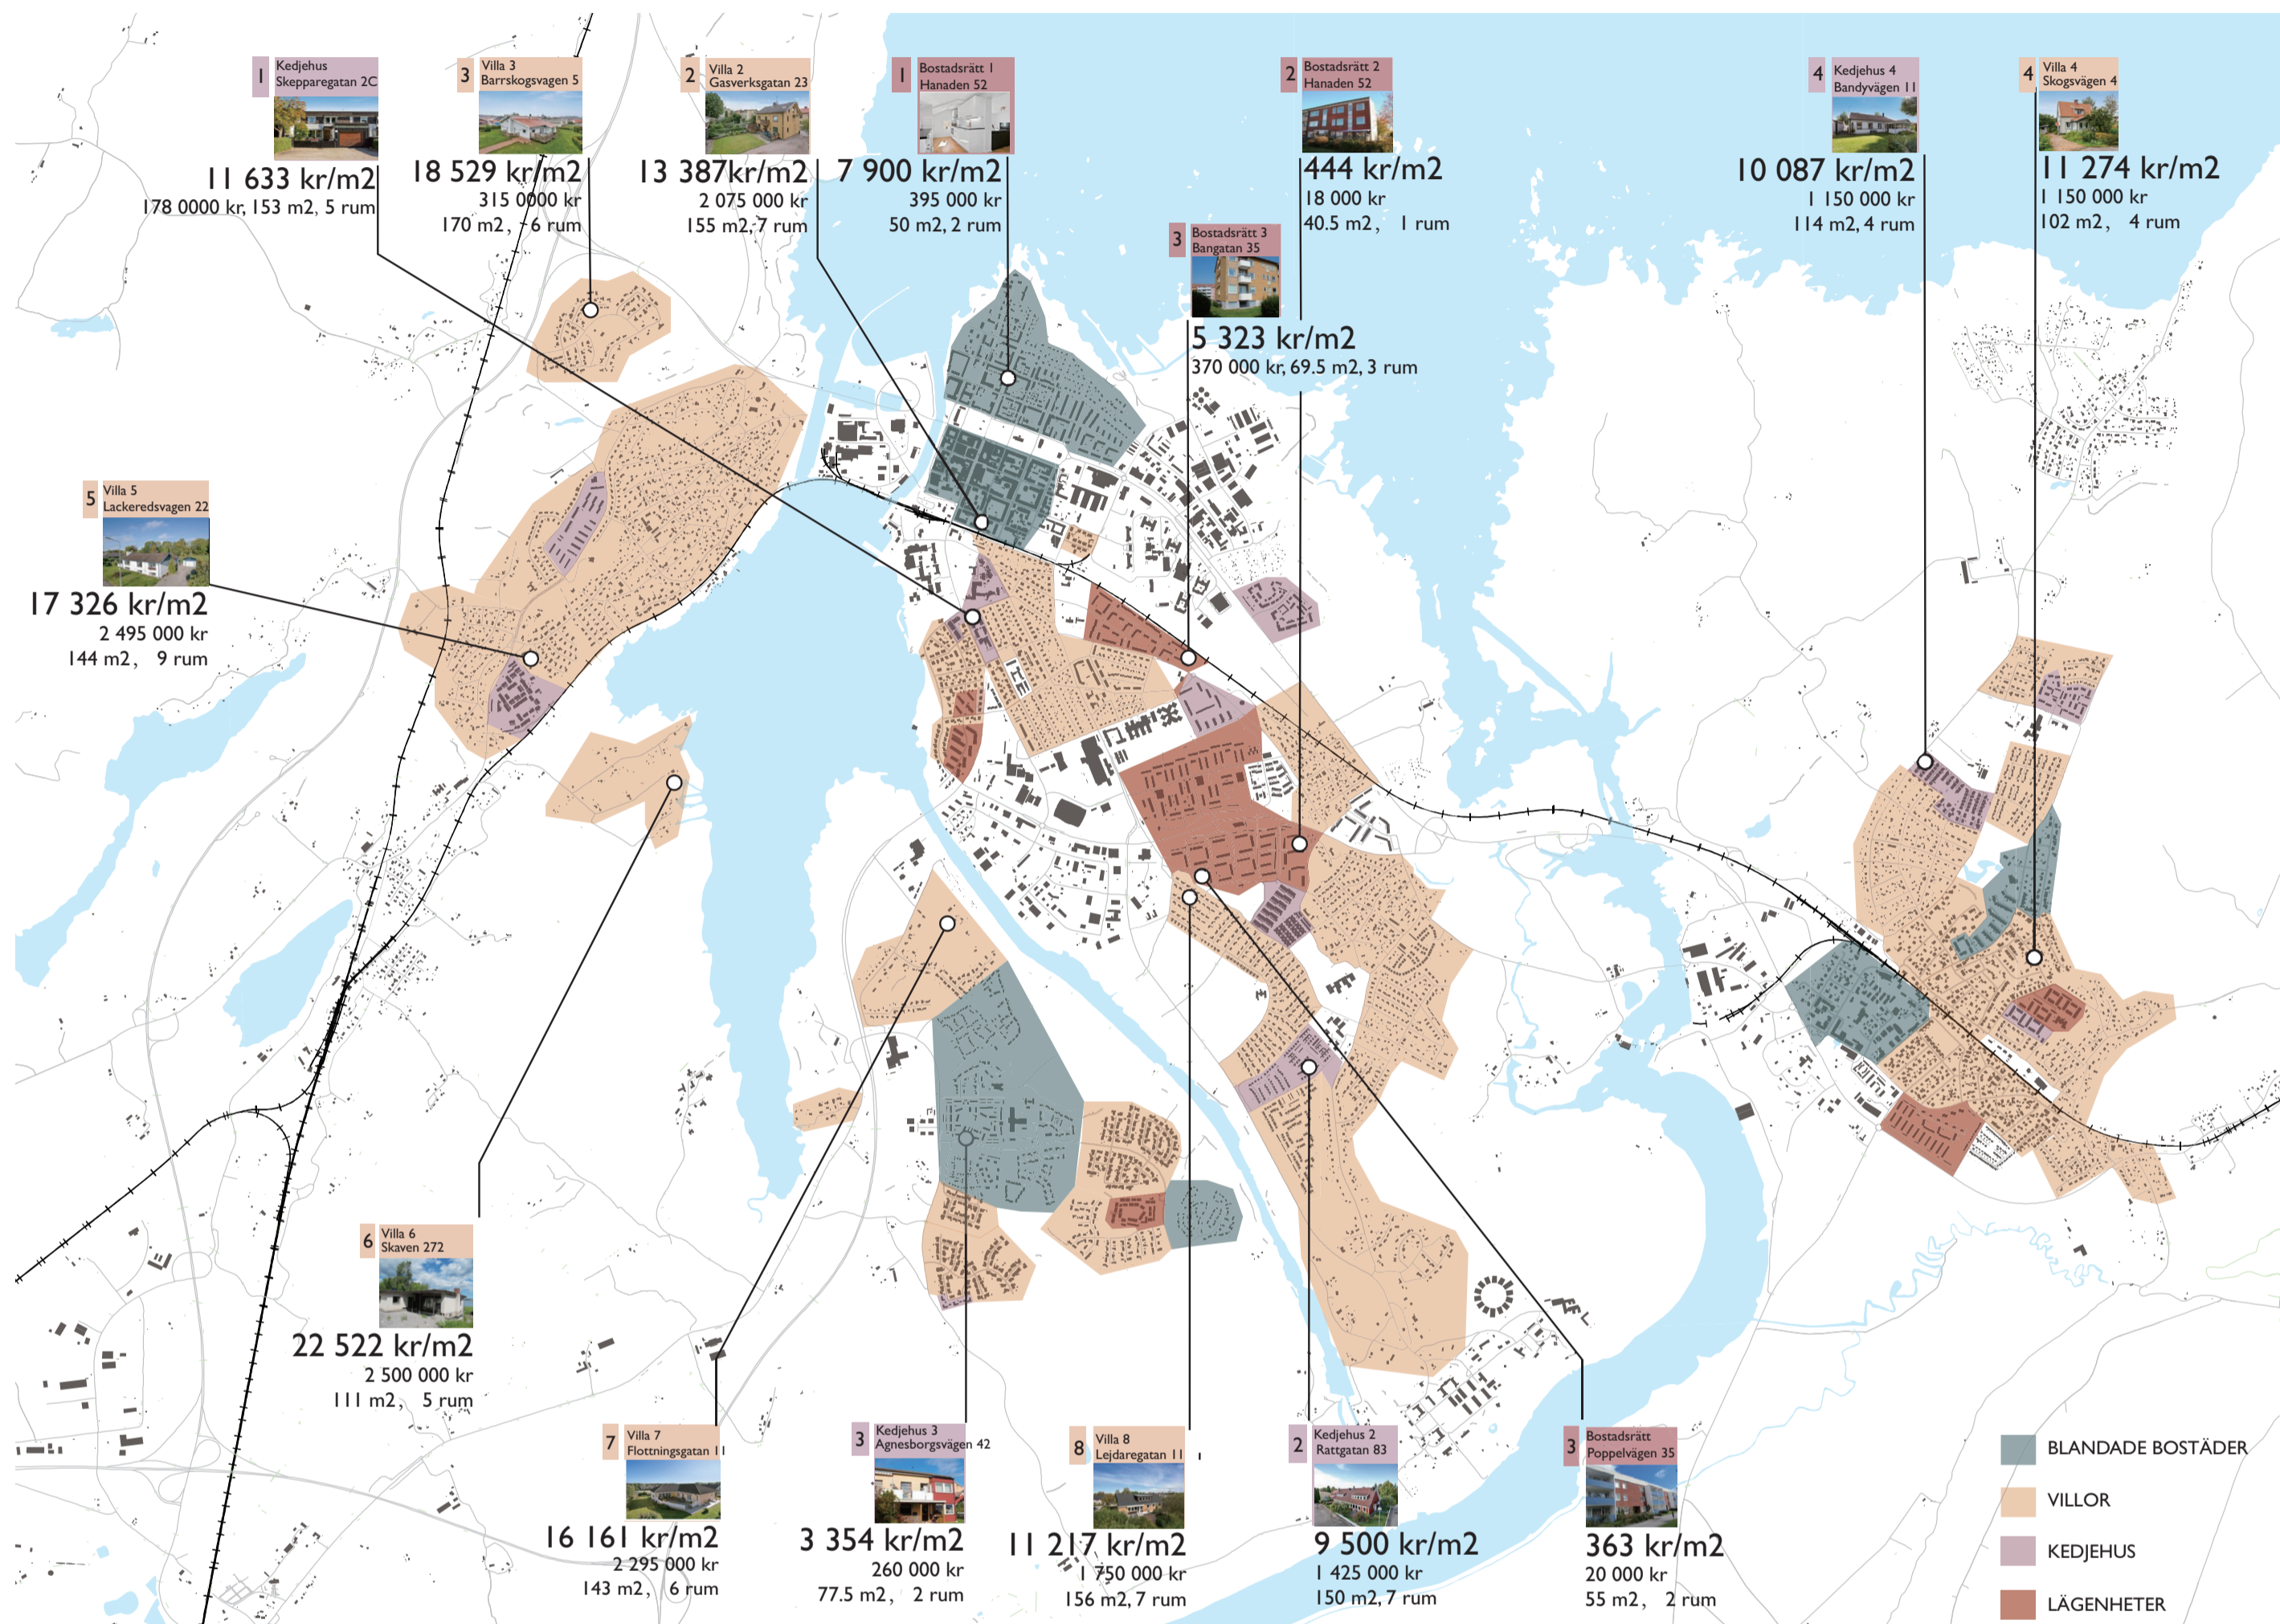 1
Kedjehus
Skepparegatan 2C
11 633 kr/m2
178 0000 kr, 153 m2, 5 rum
3
Villa 3
Barrskogsvagen 5
18 529 kr/m2
315 0000 kr
170 m2, 6 rum
2
Villa 2
Gasverksgatan 23
13 387kr/m2
2 075 000 kr
155 m2, 7 rum
1
Bostadsrätt 1
Hanaden 52
7 900 kr/m2
395 000 kr
50 m2, 2 rum
2
Bostadsrätt 2
Hanaden 52
444 kr/m2
18 000 kr
40.5 m2, 1 rum
3
Bostadsrätt 3
Bangatan 35
5 323 kr/m2
370 000 kr, 69.5 m2, 3 rum
4
Kedjehus 4
Bandyvägen 11
10 087 kr/m2
1 150 000 kr
114 m2, 4 rum
4
Villa 4
Skogsvägen 4
11 274 kr/m2
1 150 000 kr
102 m2, 4 rum
5
Villa 5
Lackeredsvagen 22
17 326 kr/m2
2 495 000 kr
144 m2, 9 rum
6
Villa 6
Skaven 272
22 522 kr/m2
2 500 000 kr
111 m2, 5 rum
7
Villa 7
Flottningsgatan 11
16 161 kr/m2
2 295 000 kr
143 m2, 6 rum
3
Kedjehus 3
Agnesborgsvägen 42
3 354 kr/m2
260 000 kr
77.5 m2, 2 rum
8
Villa 8
Lejdaregatan 11
11 217 kr/m2
1 750 000 kr
156 m2, 7 rum
2
Kedjehus 2
Rattgatan 83
9 500 kr/m2
1 425 000 kr
150 m2, 7 rum
3
Bostadsrätt
Poppelvägen 35
363 kr/m2
20 000 kr
55 m2, 2 rum
BLANDADE BOSTÄDER
VILLOR
KEDJEHUS
LÄGENHETER